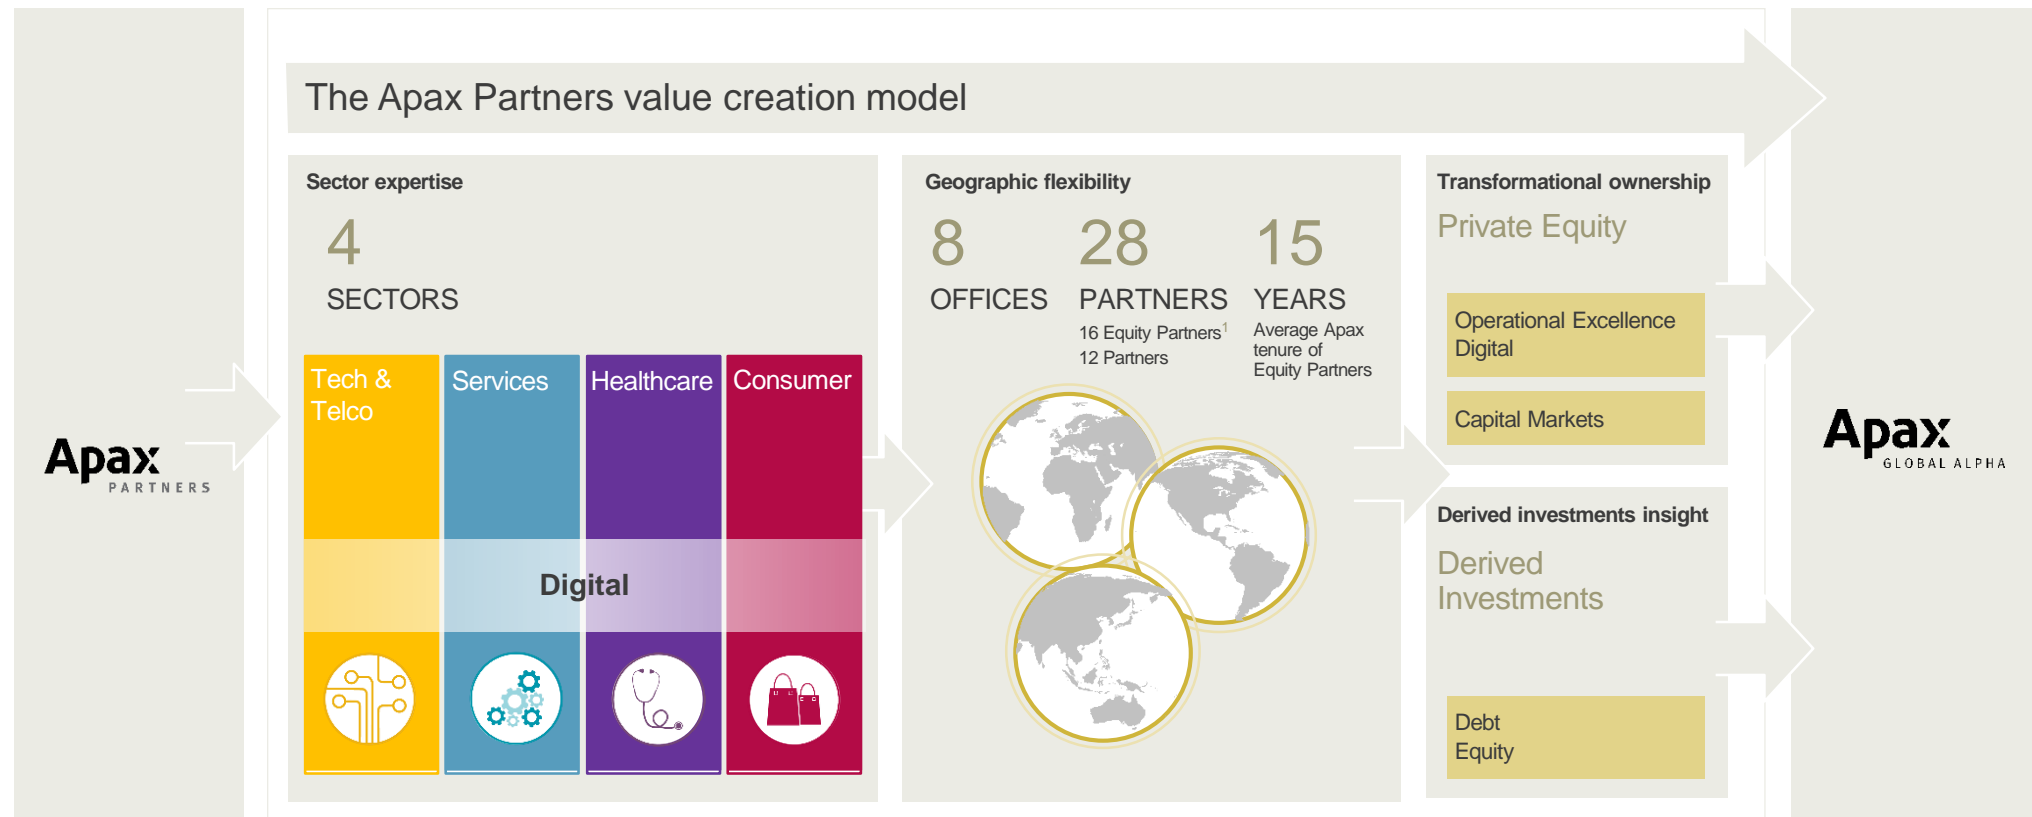 Apax
PARTNERS
The Apax Partners value creation model
Sector expertise
4
SECTORS
Tech &
Telco
Services
Healthcare
Consumer
Digital
Geographic flexibility
8
OFFICES
28
PARTNERS
16 Equity Partners¹
12 Partners
15
YEARS
Average Apax
tenure of
Equity Partners
Transformational ownership
Private Equity
Operational Excellence
Digital
Capital Markets
Derived investments insight
Derived
Investments
Debt
Equity
Apax
GLOBAL ALPHA